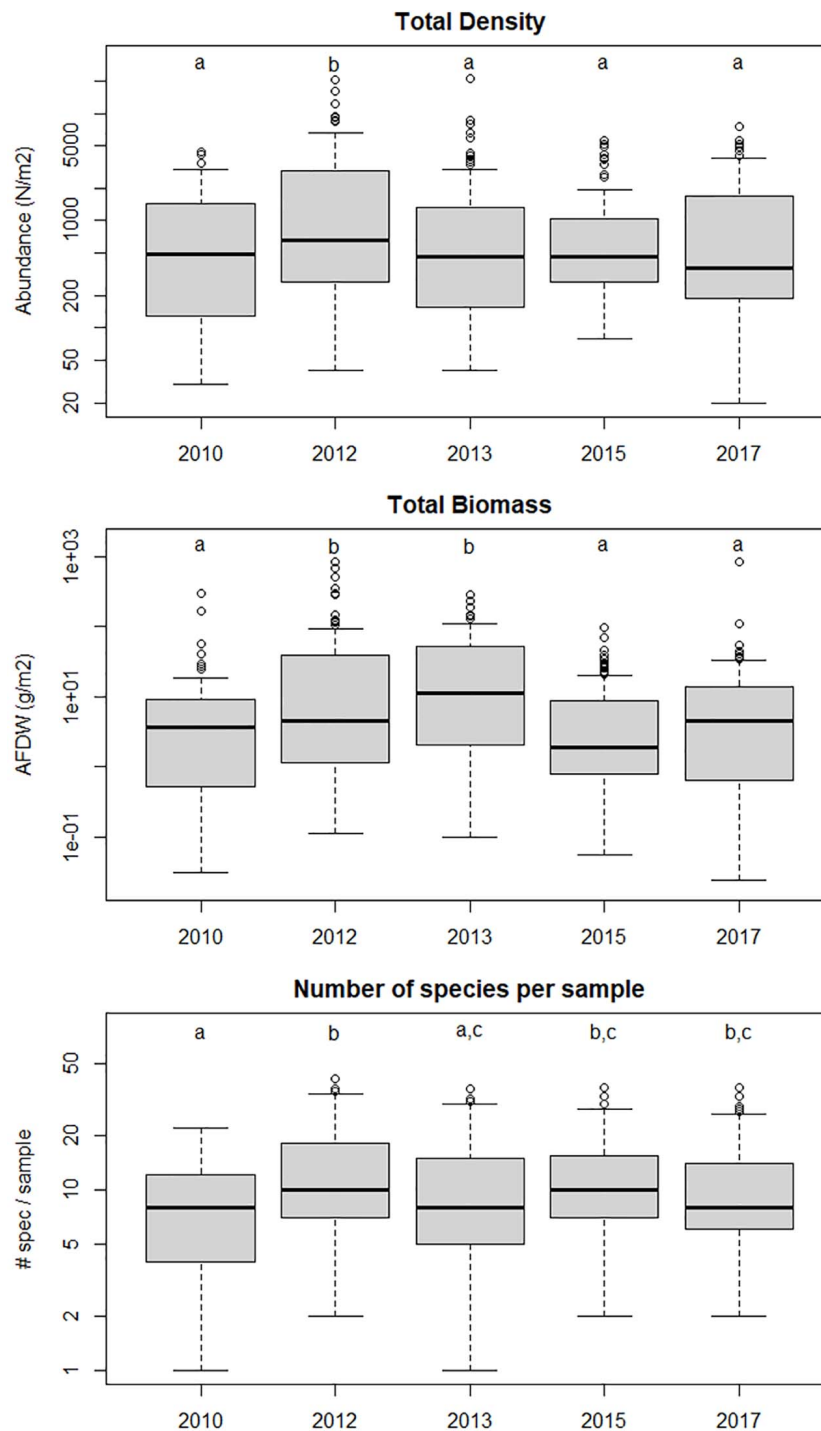 Total Density
a b a a a
Abundance (N/m2)
5000
1000
200
50
20
2010 2012 2013 2015 2017
Total Biomass
a b b a a
AFDW (g/m2)
1e+03
1e+01
1e-01
2010 2012 2013 2015 2017
Number of species per sample
a b a,c b,c b,c
# spec / sample
50
20
10
5
2
1
2010 2012 2013 2015 2017